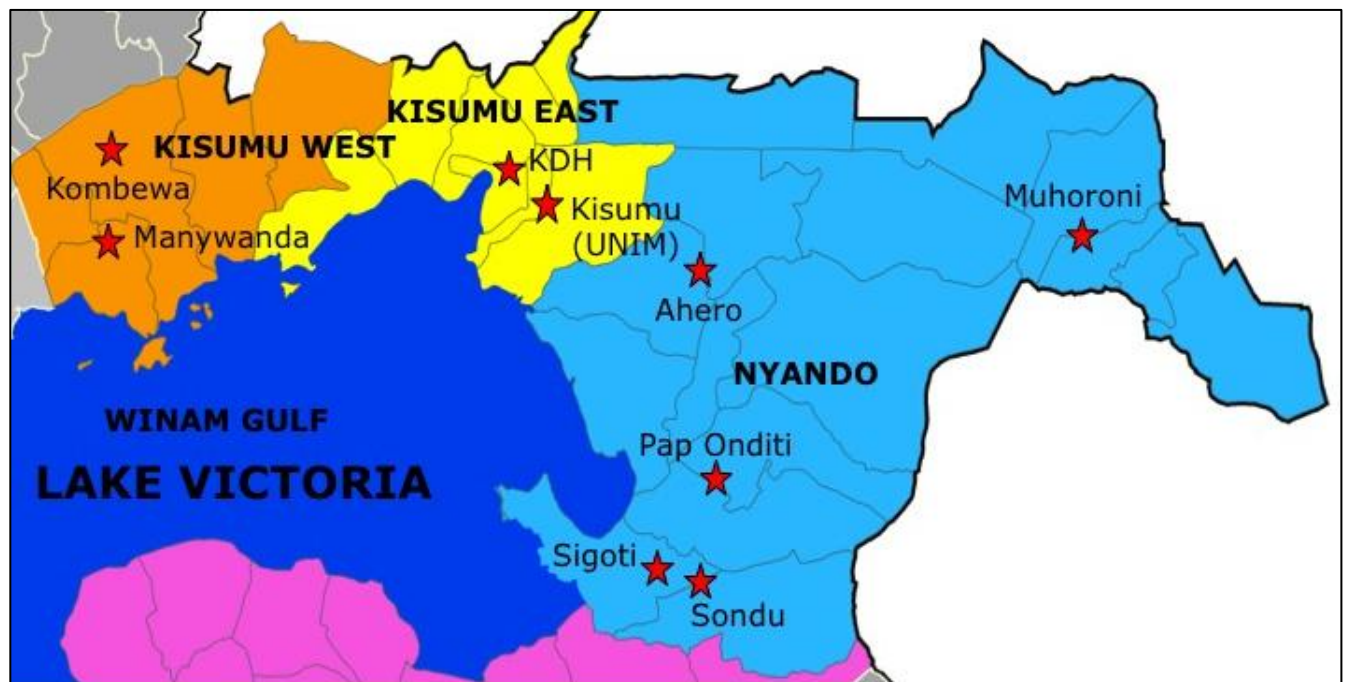 KISUMU EAST
KISUMU WEST
KDH
Kombewa
Muhoroni
Kisumu
(UNIM)
Manywanda
Ahero
NYANDO
WINAM GULF
Pap Onditi
LAKE VICTORIA
Sigoti
Sondu